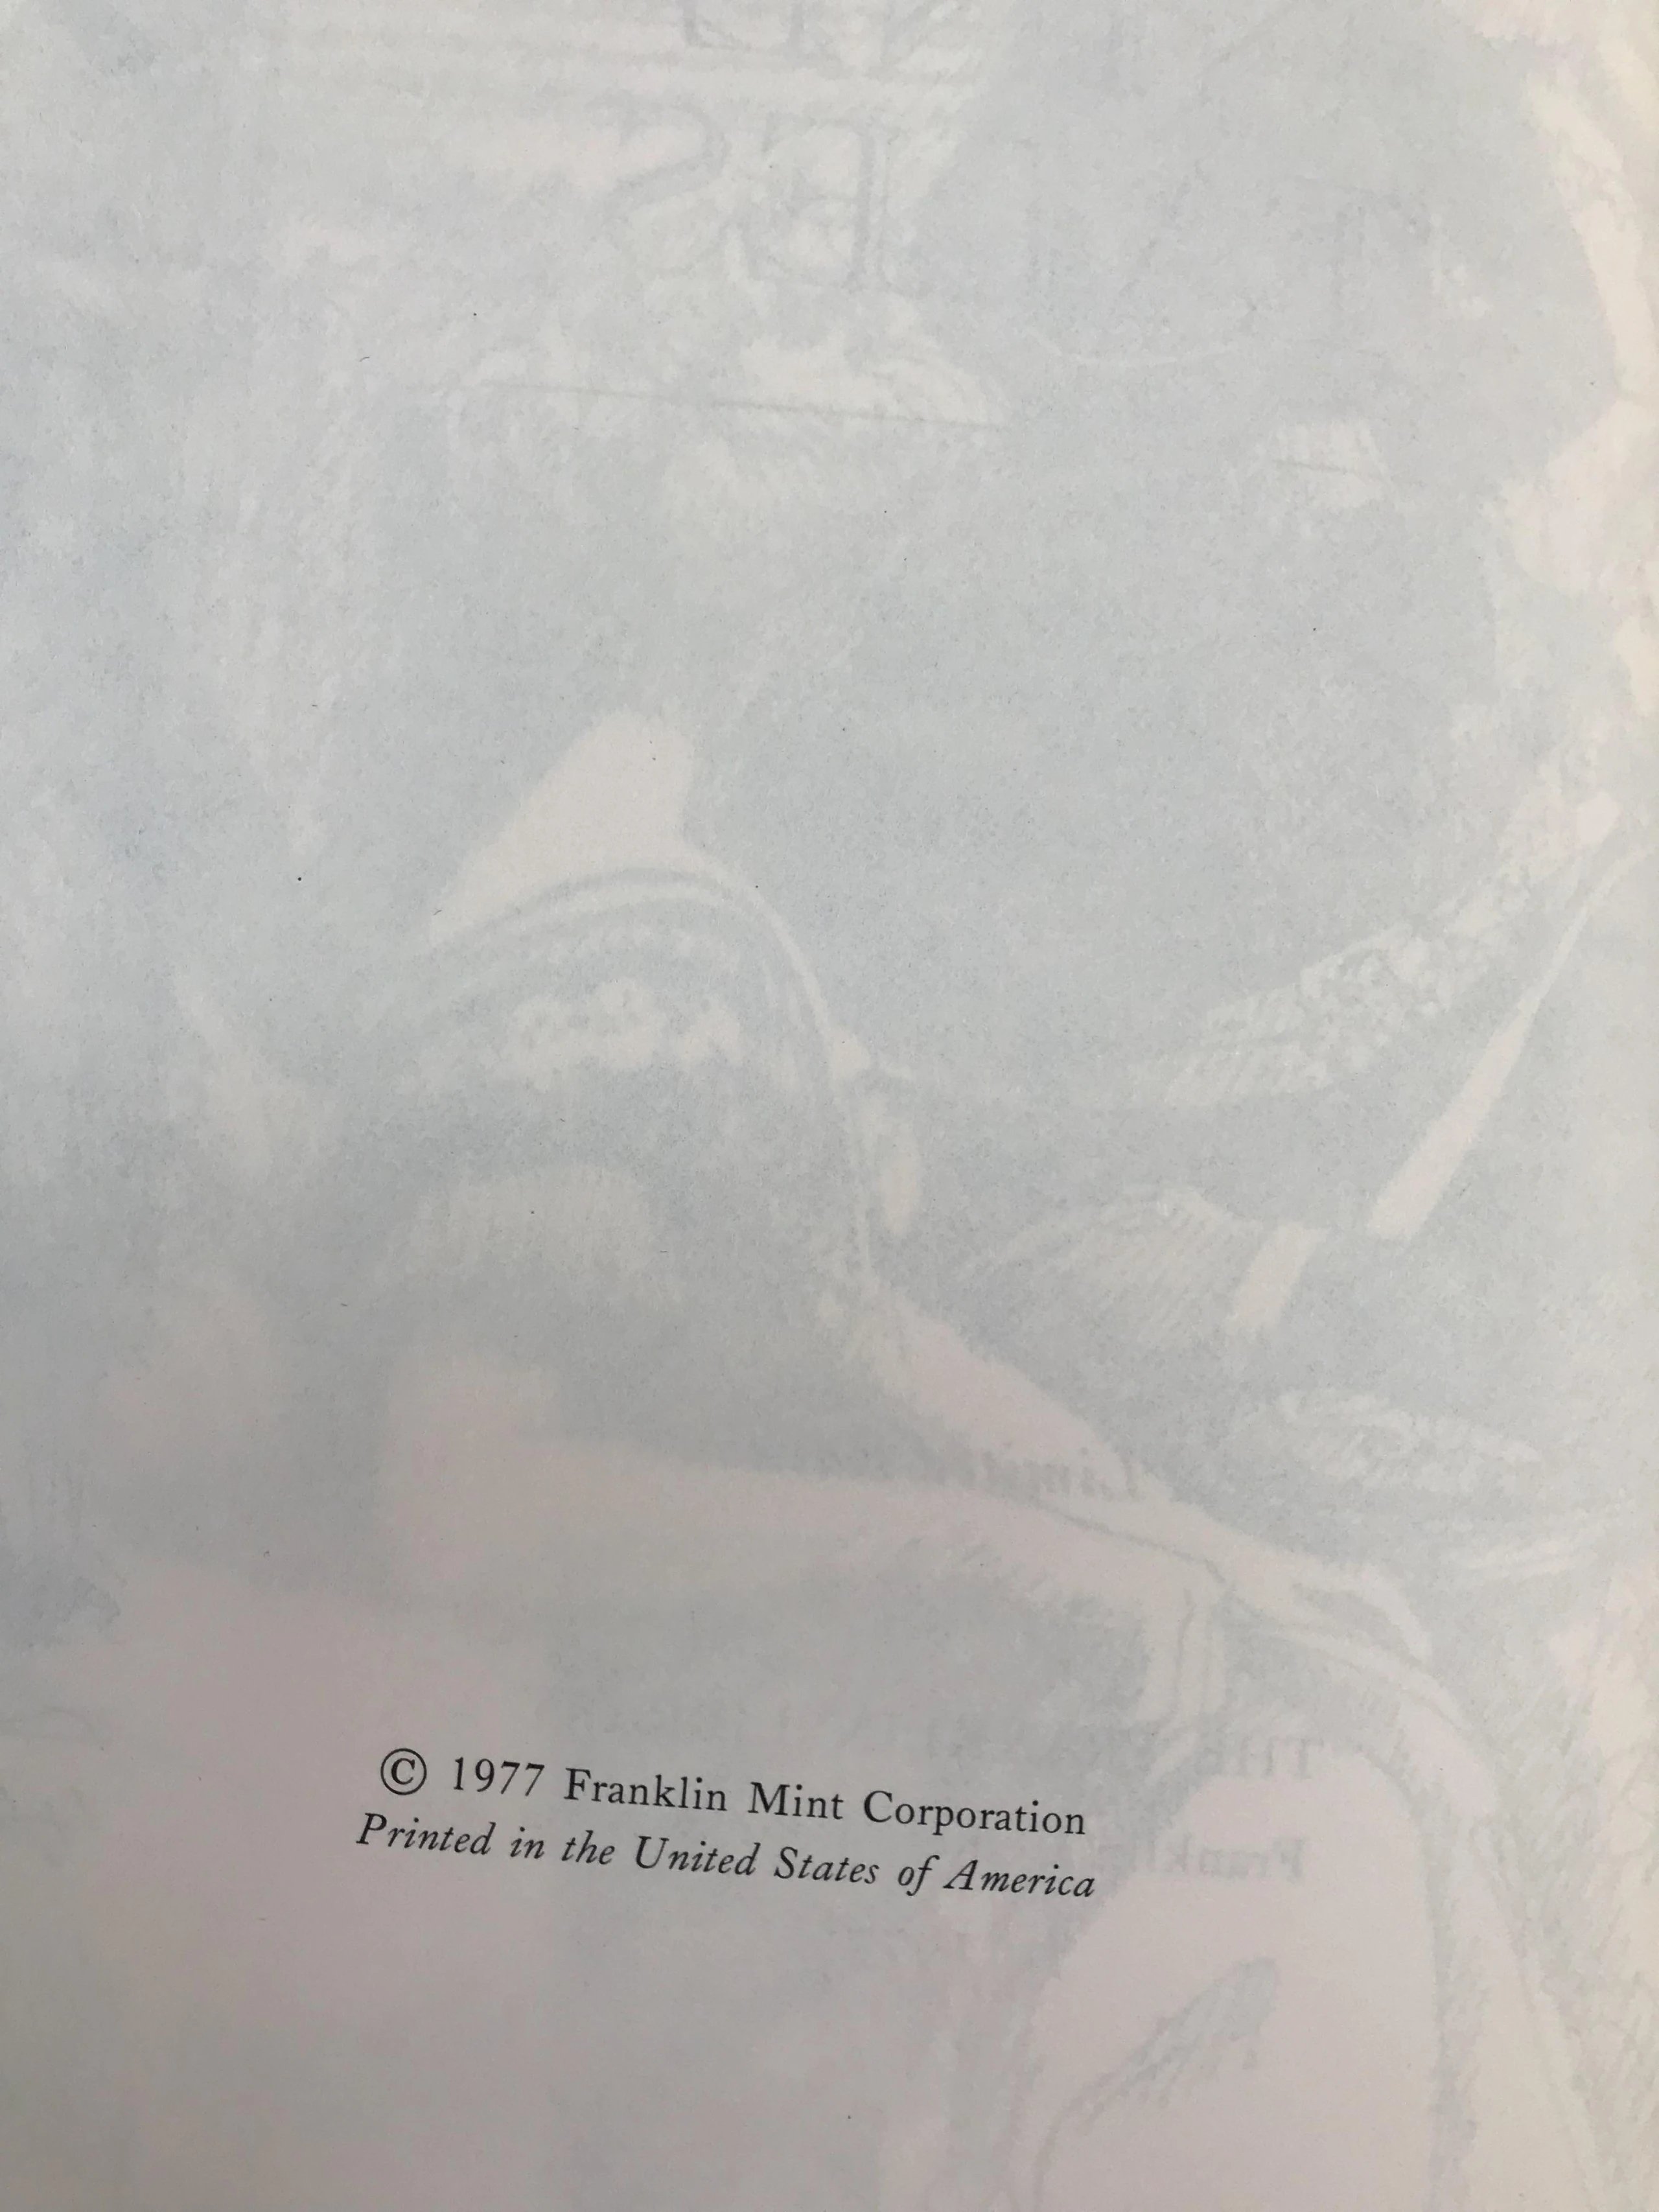 © 1977 Franklin Mint Corporation
Printed in the United States of America